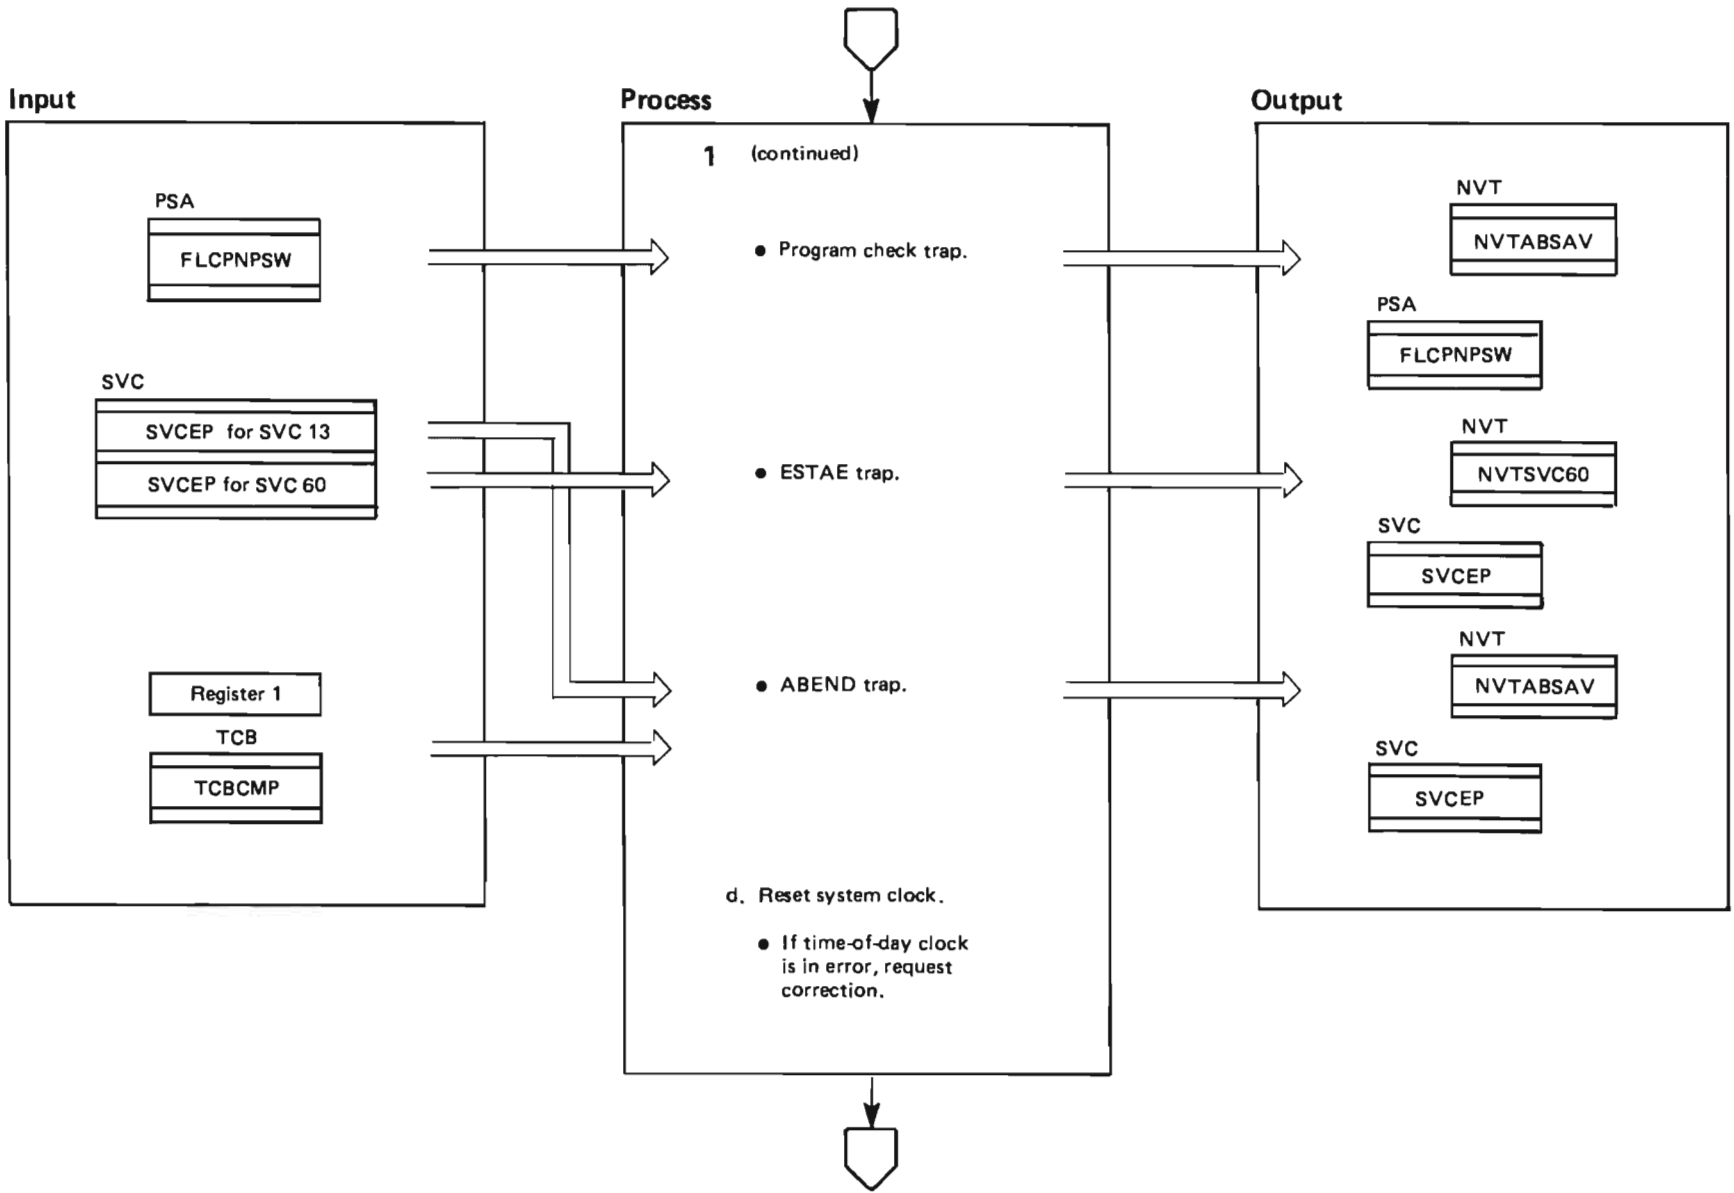 Input
PSA
FLCPNPSW
SVC
SVCEP for SVC 13
SVCEP for SVC 60
Register 1
TCB
TCBCMP
Process
1 (continued)
• Program check trap.
• ESTAE trap.
• ABEND trap.
d. Reset system clock.
• If time-of-day clock
is in error, request
correction.
Output
NVT
NVTABSAV
PSA
FLCPNPSW
NVT
NVTSVC60
SVC
SVCEP
NVT
NVTABSAV
SVC
SVCEP